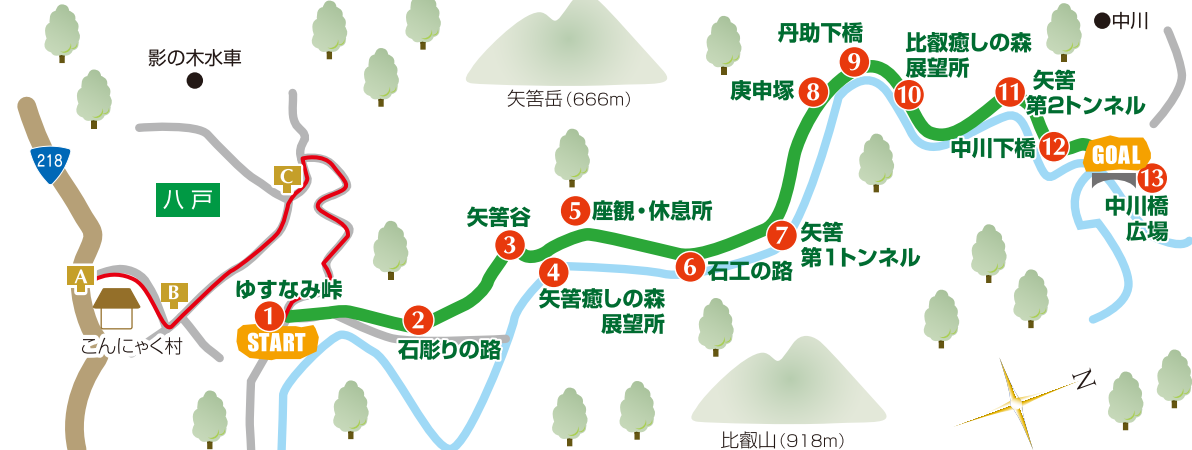 影の木水車
218
八戸
A
B
C
こんにゃく村
ゆすなみ峠
1
START
2
石彫りの路
矢筈谷
3
4
矢筈癒しの森
展望所
5
座観・休息所
6
石工の路
7
矢筈
第1トンネル
矢筈岳(666m)
比叡山(918m)
庚申塚
8
丹助下橋
9
比叡癒しの森
展望所
10
11
矢筈
第2トンネル
中川下橋
12
GOAL
13
中川橋
広場
中川
N